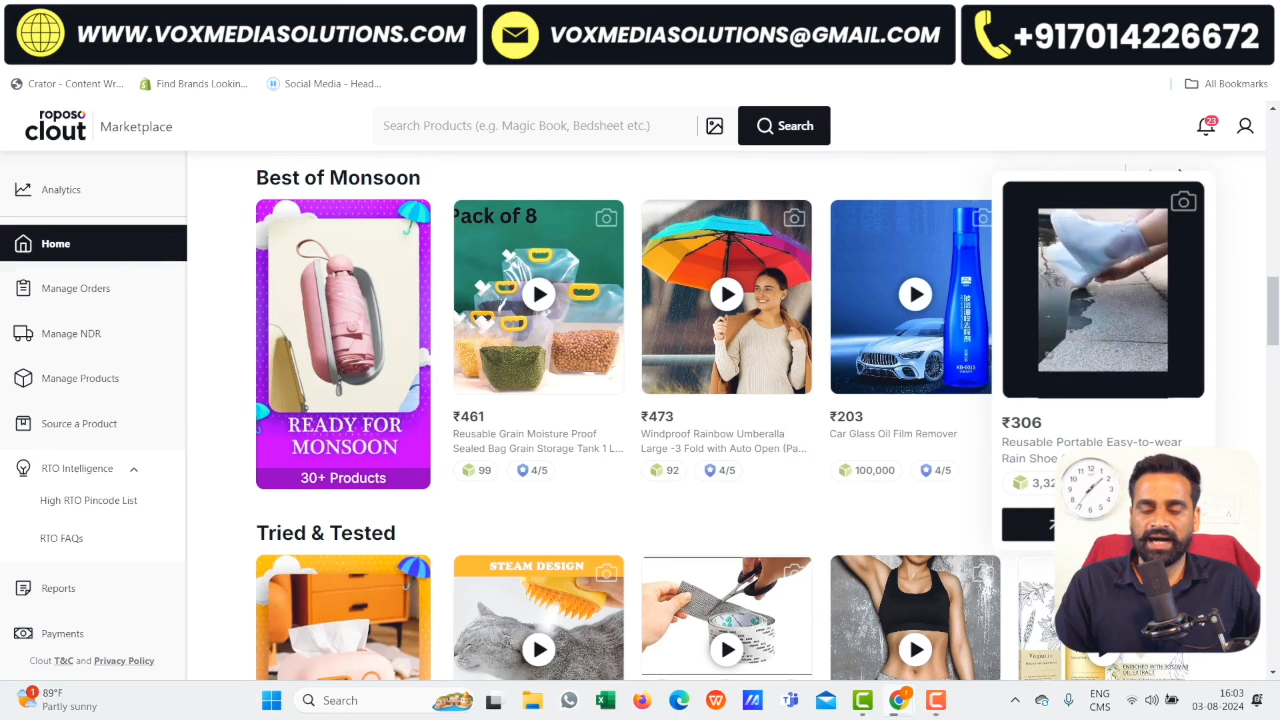 WWW.VOXMEDIASOLUTIONS.COM
VOXMEDIASOLUTIONS@GMAIL.COM
+917014226672
Crator - Content Wr...
Find Brands Lookin...
Social Media - Head...
All Bookmarks
roposo
clout
Marketplace
Search Products (e.g. Magic Book, Bedsheet etc.)
Search
23
Analytics
Home
Manage Orders
Manage NDR
Manage Products
Source a Product
RTO Intelligence
High RTO Pincode List
RTO FAQs
Reports
Payments
Clout T&C and Privacy Policy
Best of Monsoon
READY FOR
MONSOON
30+ Products
Pack of 8
₹461
Reusable Grain Moisture Proof
Sealed Bag Grain Storage Tank 1 L...
99
4/5
₹473
Windproof Rainbow Umberalla
Large -3 Fold with Auto Open (Pa...
92
4/5
₹203
Car Glass Oil Film Remover
100,000
4/5
₹306
Reusable Portable Easy-to-wear
Rain Shoe
3,32
Tried & Tested
STEAM DESIGN
1
89°F
rtly sunny
Search
ENG
CMS
16:03
03-08-2024